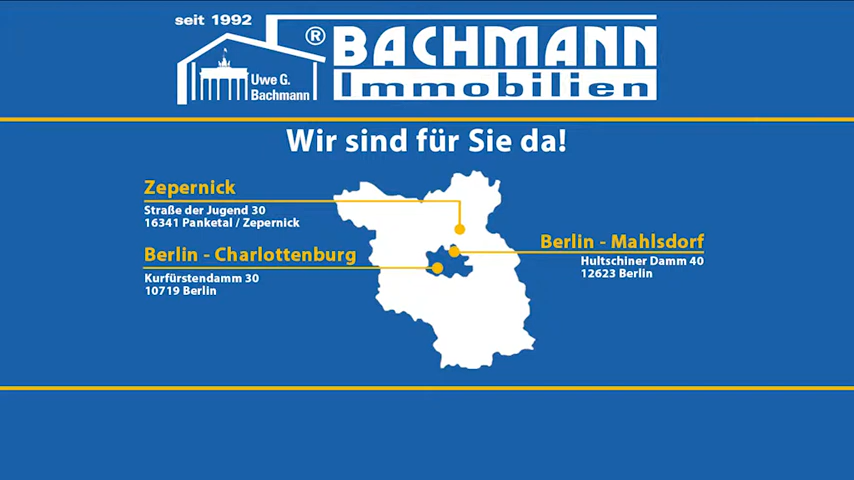 seit 1992
® BACHMANN
Immobilien
Uwe G.
Bachmann
Wir sind für Sie da!
Zepernick
Straße der Jugend 30
16341 Panketal / Zepernick
Berlin - Charlottenburg
Kurfürstendamm 30
10719 Berlin
Berlin - Mahlsdorf
Hultschiner Damm 40
12623 Berlin